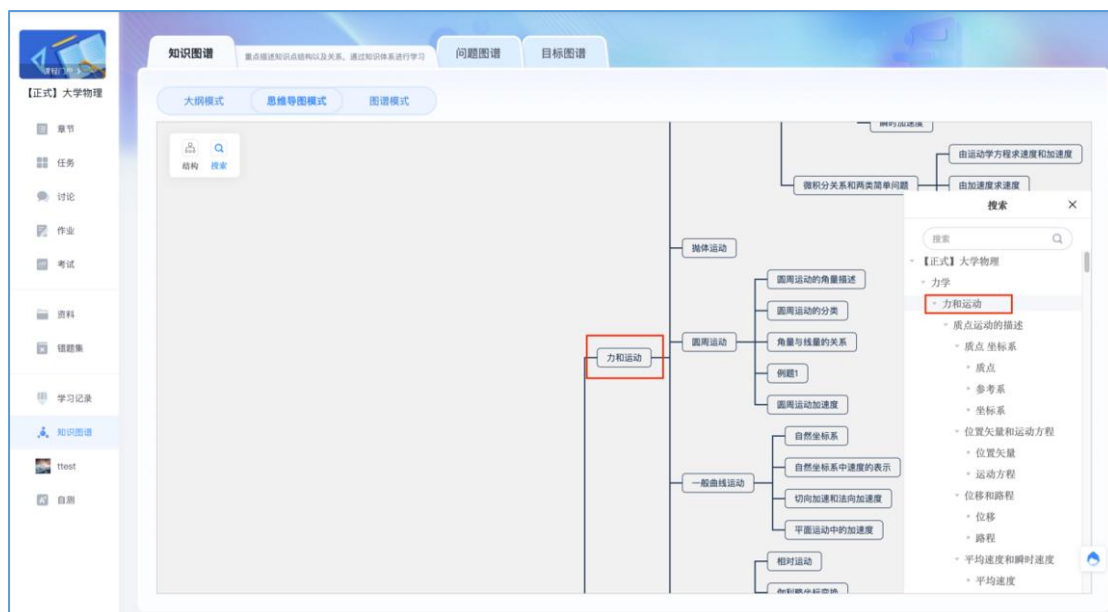 课程门户
【正式】大学物理
章节
任务
讨论
作业
考试
资料
错题集
学习记录
知识图谱
ttest
自测
知识图谱
重点描述知识点结构以及关系，通过知识体系进行学习
问题图谱
目标图谱
大纲模式
思维导图模式
图谱模式
结构
搜索
瞬时加速度
由运动学方程求速度和加速度
微积分关系和两类简单问题
由加速度求速度
抛体运动
圆周运动的角量描述
圆周运动的分类
圆周运动
角量与线量的关系
力和运动
例题1
圆周运动加速度
自然坐标系
自然坐标系中速度的表示
一般曲线运动
切向加速和法向加速度
平面运动中的加速度
相对运动
伽利略坐标变换
搜索
搜索
【正式】大学物理
力学
力和运动
质点运动的描述
质点 坐标系
质点
参考系
坐标系
位置矢量和运动方程
位置矢量
运动方程
位移和路程
位移
路程
平均速度和瞬时速度
平均速度